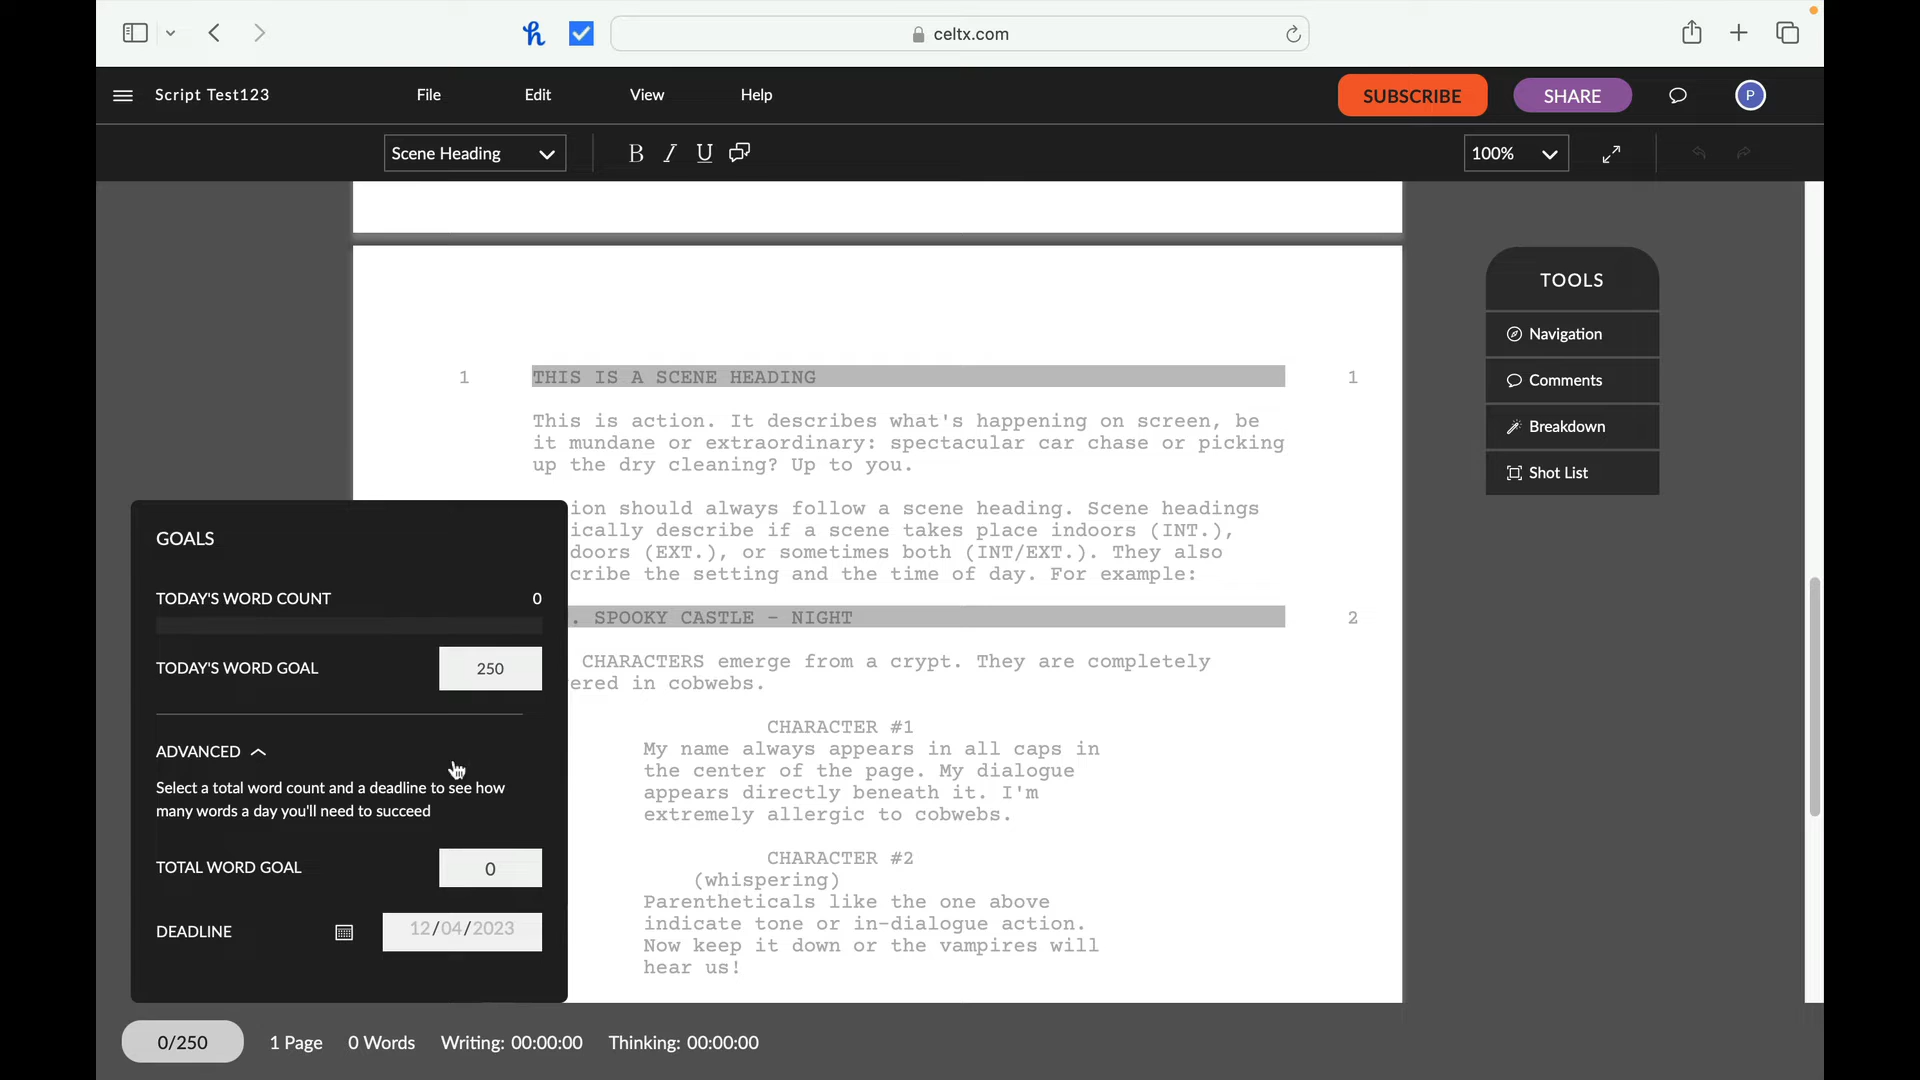 celtx.com
Script Test123
File
Edit
View
Help
SUBSCRIBE
SHARE
P
Scene Heading
B I U
100%
TOOLS
Navigation
Comments
Breakdown
Shot List
1 THIS IS A SCENE HEADING 1
This is action. It describes what's happening on screen, be
it mundane or extraordinary: spectacular car chase or picking
up the dry cleaning? Up to you.
ion should always follow a scene heading. Scene headings
ically describe if a scene takes place indoors (INT.),
doors (EXT.), or sometimes both (INT/EXT.). They also
cribe the setting and the time of day. For example:
. SPOOKY CASTLE - NIGHT 2
CHARACTERS emerge from a crypt. They are completely
ered in cobwebs.
CHARACTER #1
My name always appears in all caps in
the center of the page. My dialogue
appears directly beneath it. I'm
extremely allergic to cobwebs.
CHARACTER #2
(whispering)
Parentheticals like the one above
indicate tone or in-dialogue action.
Now keep it down or the vampires will
hear us!
GOALS
TODAY'S WORD COUNT 0
TODAY'S WORD GOAL 250
ADVANCED
Select a total word count and a deadline to see how
many words a day you'll need to succeed
TOTAL WORD GOAL 0
DEADLINE 12/04/2023
0/250
1 Page
0 Words
Writing: 00:00:00
Thinking: 00:00:00